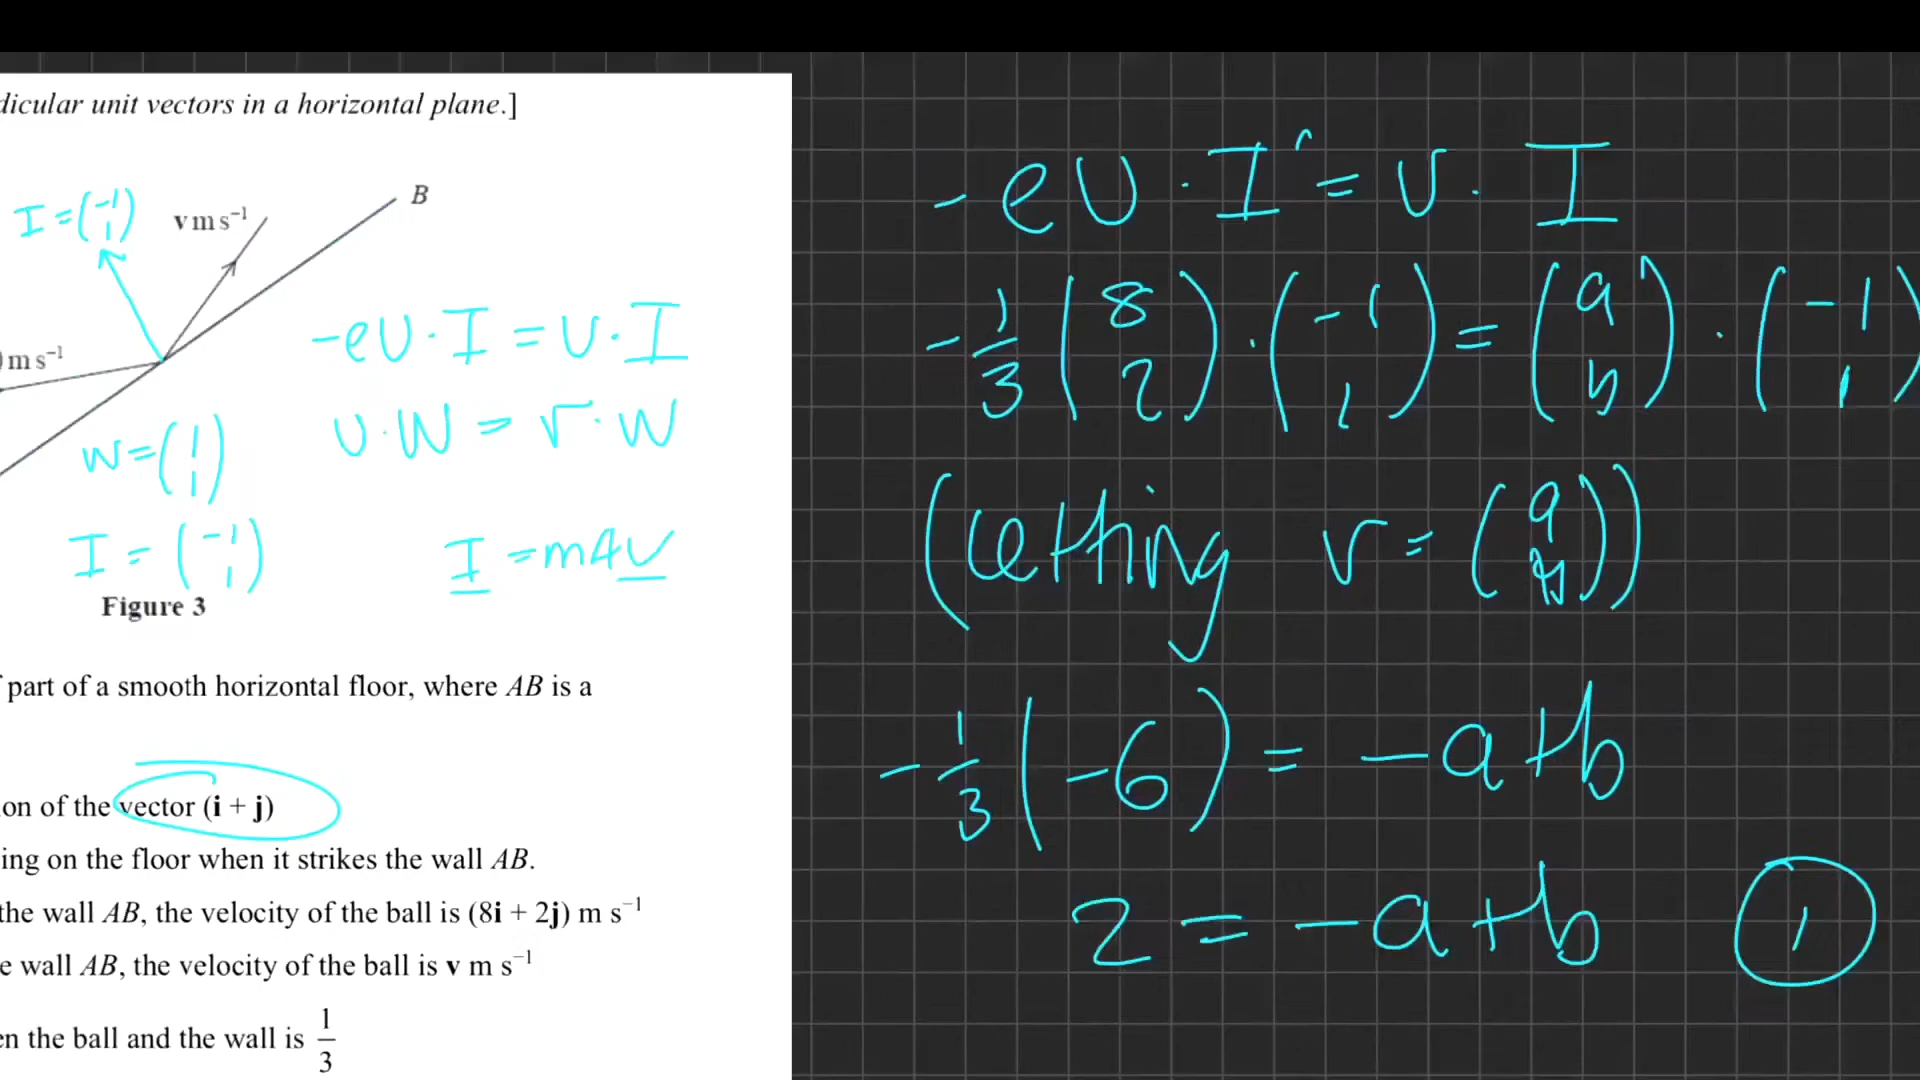 dicular unit vectors in a horizontal plane.]
B
I = (-1 1)
v m s⁻¹
-eU · I = v · I
m s⁻¹
U · W = v · W
W = (1 1)
I = (-1 1)
I = mΔv
Figure 3
part of a smooth horizontal floor, where AB is a
on of the vector (i + j)
ing on the floor when it strikes the wall AB.
the wall AB, the velocity of the ball is (8i + 2j) m s⁻¹
e wall AB, the velocity of the ball is v m s⁻¹
en the ball and the wall is 1/3
-eU · I = v · I
-1/3 (8 2) · (-1 1) = (a b) · (-1 1)
(letting v = (a b))
-1/3 (-6) = -a+b
2 = -a+b ①